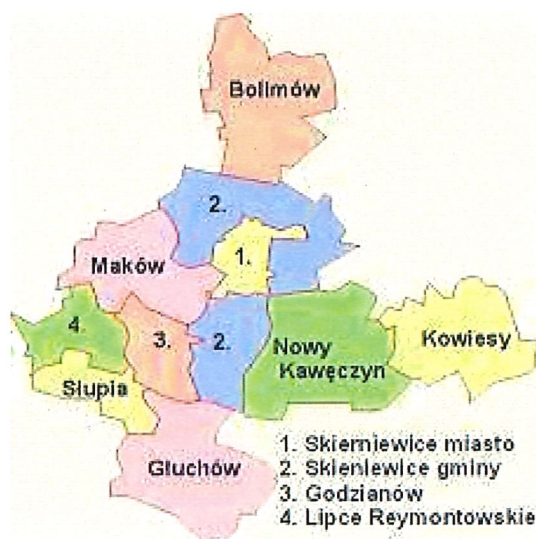 Bolimów
2.
1.
Maków
4.
3.
2.
Nowy
Kawęczyn
Kowiesy
Słupia
Głuchów
1. Skierniewice miasto
2. Skieniewice gminy
3. Godzianów
4. Lipce Reymontowskie